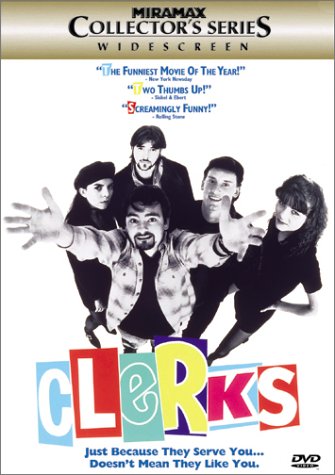 MIRAMAX
COLLECTOR'S SERIES
WIDESCREEN
"THE FUNNIEST MOVIE OF THE YEAR!"
- New York Newsday
"TWO THUMBS UP!"
- Siskel & Ebert
"SCREAMINGLY FUNNY!"
- Rolling Stone
CLeRKS
Just Because They Serve You...
Doesn't Mean They Like You.
DVD
VIDEO